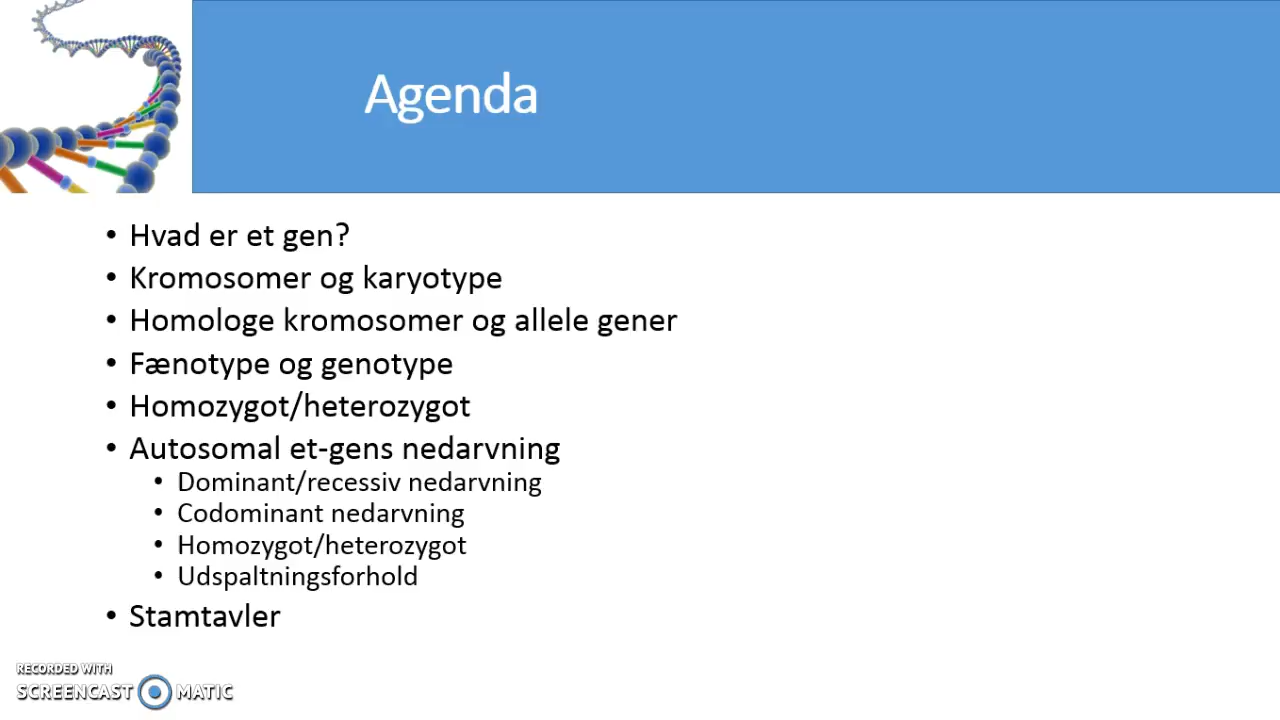 Agenda
• Hvad er et gen?
• Kromosomer og karyotype
• Homologe kromosomer og allele gener
• Fænotype og genotype
• Homozygot/heterozygot
• Autosomal et-gens nedarvning
• Dominant/recessiv nedarvning
• Codominant nedarvning
• Homozygot/heterozygot
• Udspaltningsforhold
• Stamtavler
RECORDED WITH
SCREENCAST MATIC